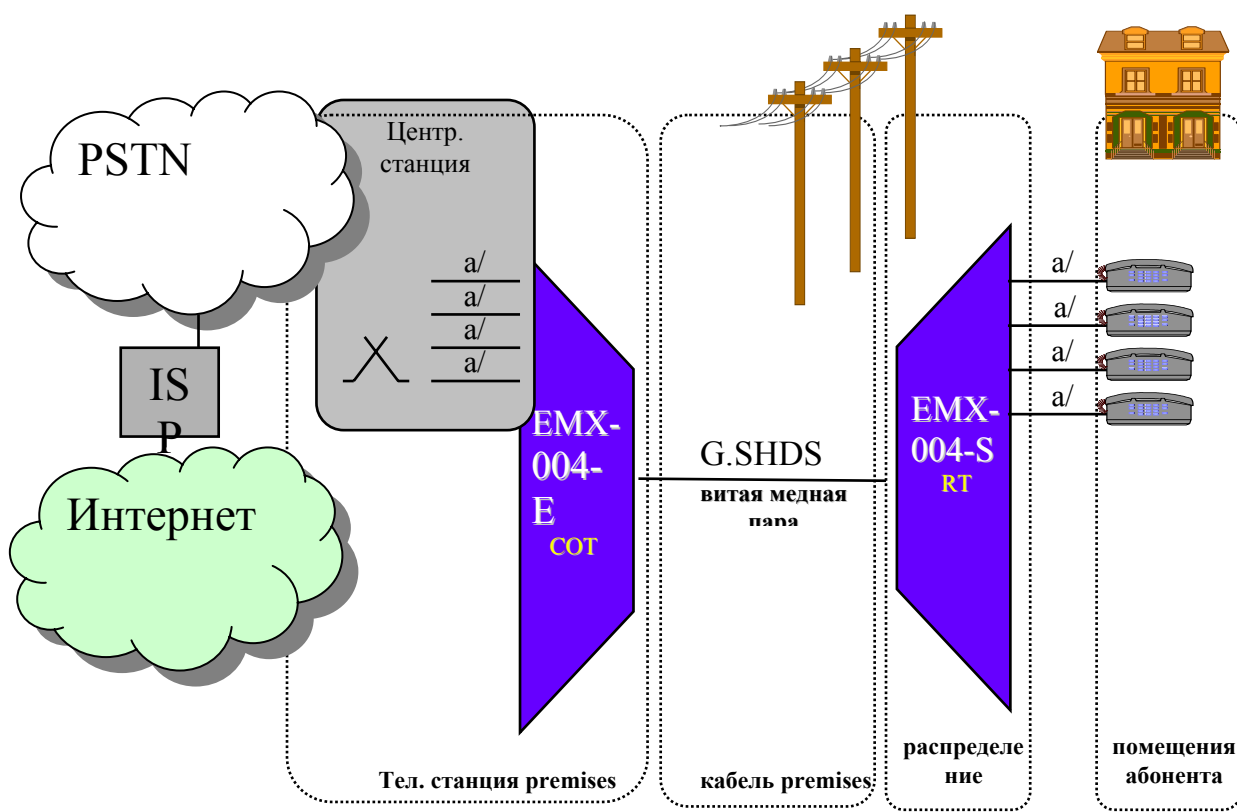 PSTN
Центр.
станция
a/
a/
a/
a/
IS
P
Интернет
EMX-
004-
E
COT
G.SHDS
витая медная
пара
EMX-
004-S
RT
a/
a/
a/
a/
Тел. станция premises
кабель premises
распределе
ние
помещения
абонента